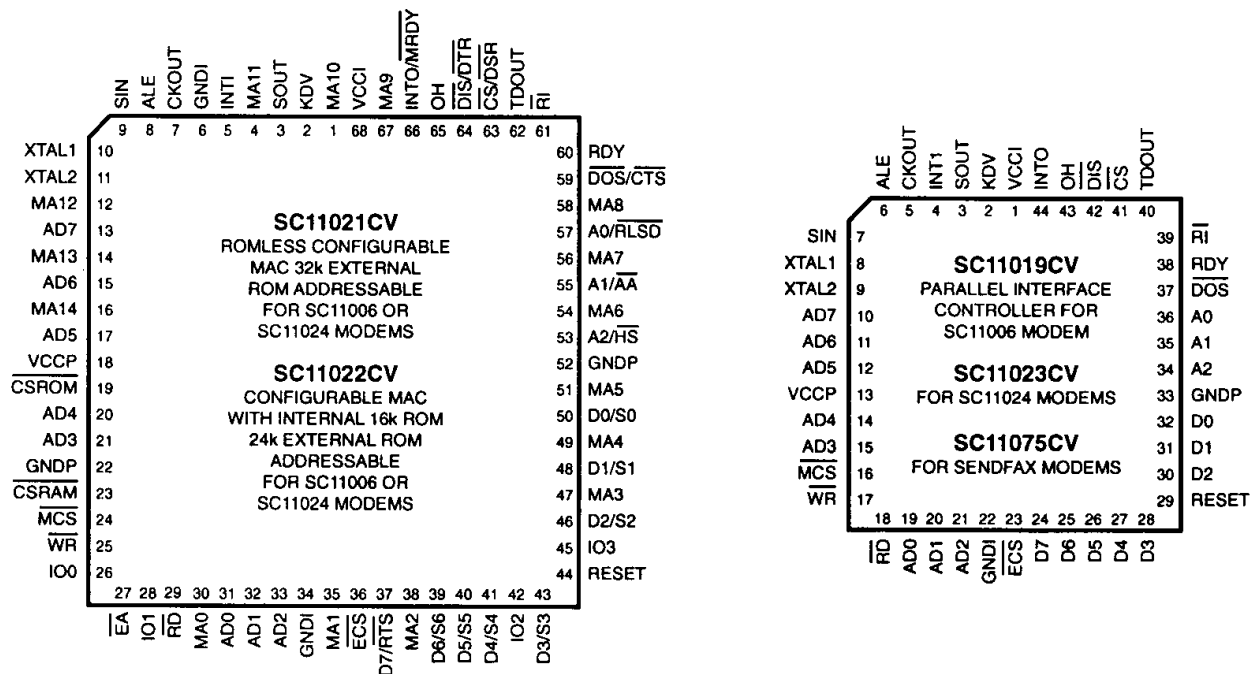 SIN
ALE
CKOUT
GNDI
INTI
MA11
SOUT
KDV
MA10
VCCI
MA9
INTO/MRDY
OH
DIS/DTR
CS/DSR
TDOUT
RI
9 8 7 6 5 4 3 2 1 68 67 66 65 64 63 62 61
XTAL1 10
XTAL2 11
MA12 12
AD7 13
MA13 14
AD6 15
MA14 16
AD5 17
VCCP 18
CSROM 19
AD4 20
AD3 21
GNDP 22
CSRAM 23
MCS 24
WR 25
IO0 26
SC11021CV
ROMLESS CONFIGURABLE
MAC 32k EXTERNAL
ROM ADDRESSABLE
FOR SC11006 OR
SC11024 MODEMS
SC11022CV
CONFIGURABLE MAC
WITH INTERNAL 16k ROM
24k EXTERNAL ROM
ADDRESSABLE
FOR SC11006 OR
SC11024 MODEMS
60 RDY
59 DOS/CTS
58 MA8
57 A0/RLSD
56 MA7
55 A1/AA
54 MA6
53 A2/HS
52 GNDP
51 MA5
50 D0/S0
49 MA4
48 D1/S1
47 MA3
46 D2/S2
45 IO3
44 RESET
27 28 29 30 31 32 33 34 35 36 37 38 39 40 41 42 43
EA
IO1
RD
MA0
AD0
AD1
AD2
GNDI
MA1
ECS
D7/RTS
MA2
D6/S6
D5/S5
D4/S4
IO2
D3/S3
ALE
CKOUT
INT1
SOUT
KDV
VCCI
INTO
OH
DIS
CS
TDOUT
6 5 4 3 2 1 44 43 42 41 40
SIN 7
XTAL1 8
XTAL2 9
AD7 10
AD6 11
AD5 12
VCCP 13
AD4 14
AD3 15
MCS 16
WR 17
SC11019CV
PARALLEL INTERFACE
CONTROLLER FOR
SC11006 MODEM
SC11023CV
FOR SC11024 MODEMS
SC11075CV
FOR SENDFAX MODEMS
39 RI
38 RDY
37 DOS
36 A0
35 A1
34 A2
33 GNDP
32 D0
31 D1
30 D2
29 RESET
18 19 20 21 22 23 24 25 26 27 28
RD
AD0
AD1
AD2
GNDI
ECS
D7
D6
D5
D4
D3